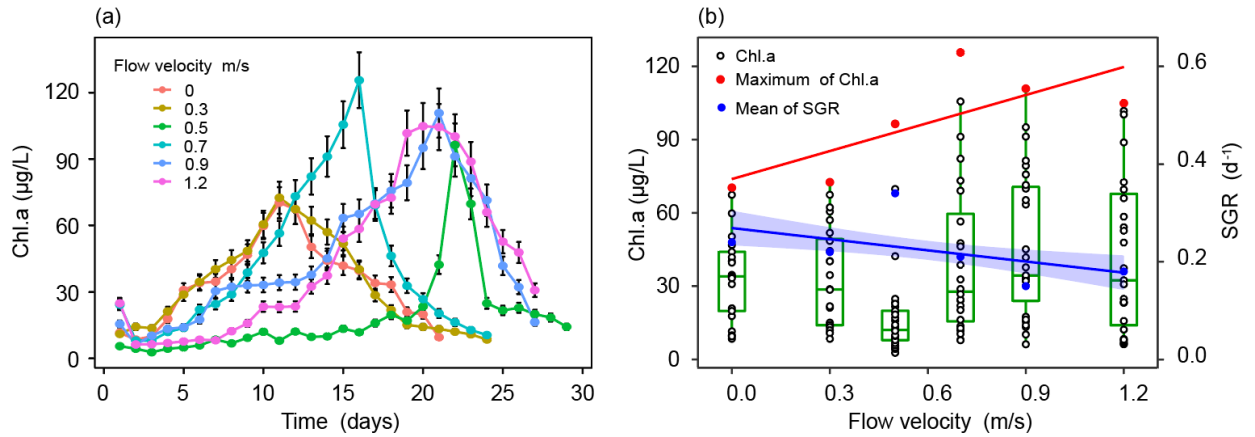 (a)
Chl.a (µg/L)
120
90
60
30
0
Flow velocity m/s
0
0.3
0.5
0.7
0.9
1.2
0 5 10 15 20 25 30
Time (days)
(b)
Chl.a (µg/L)
120
90
60
30
0
Chl.a
Maximum of Chl.a
Mean of SGR
0.6
0.4
0.2
0.0
SGR (d⁻¹)
0.0 0.3 0.6 0.9 1.2
Flow velocity (m/s)